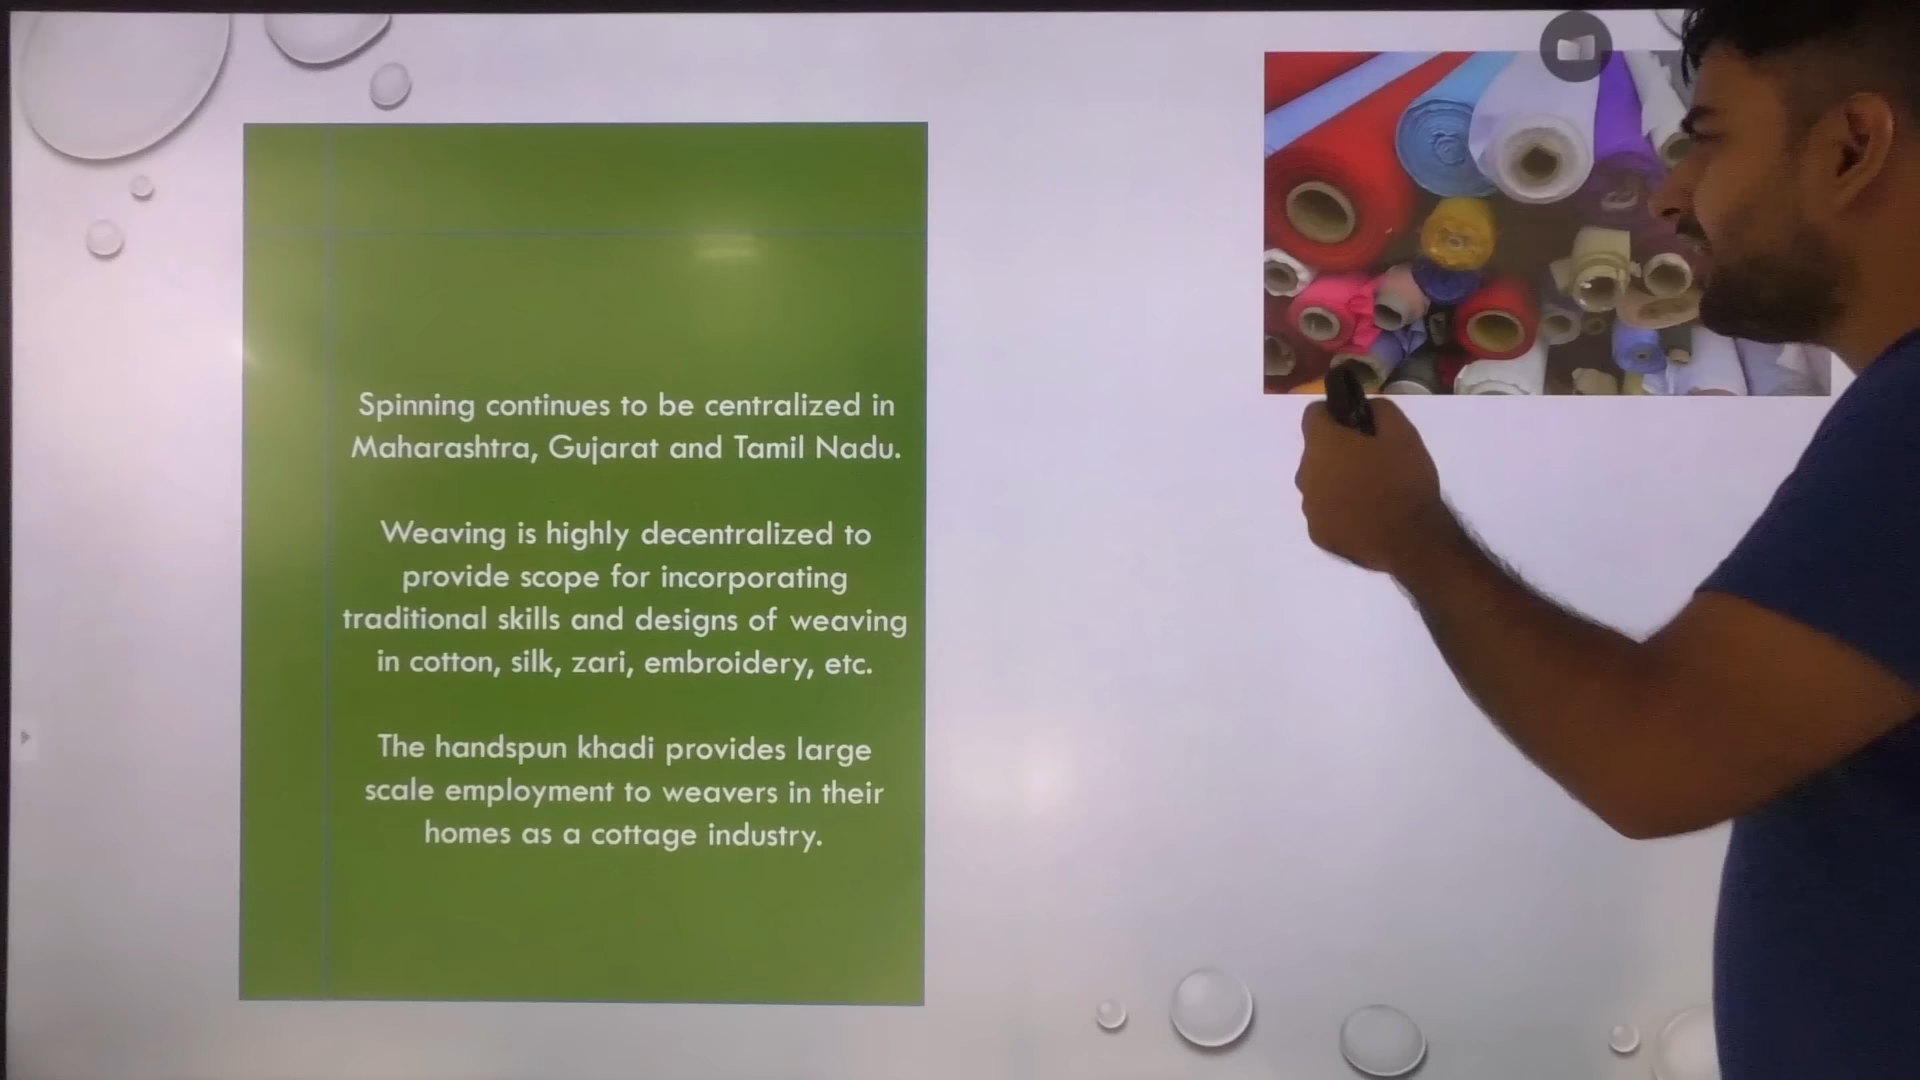 Spinning continues to be centralized in
Maharashtra, Gujarat and Tamil Nadu.
Weaving is highly decentralized to
provide scope for incorporating
traditional skills and designs of weaving
in cotton, silk, zari, embroidery, etc.
The handspun khadi provides large
scale employment to weavers in their
homes as a cottage industry.